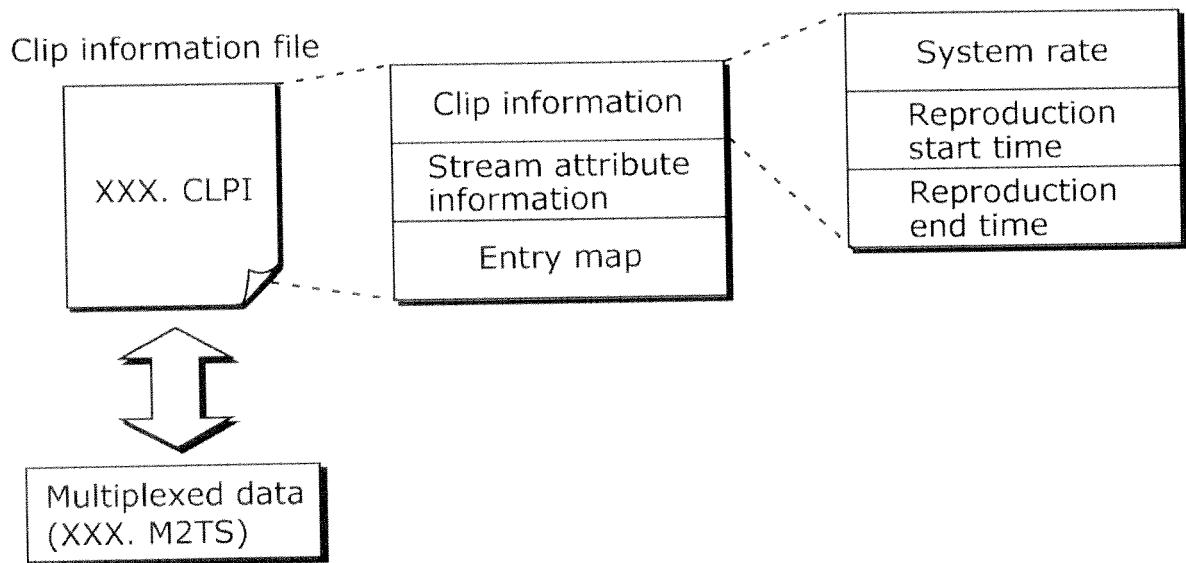 Clip information file
XXX. CLPI
Multiplexed data
(XXX. M2TS)
Clip information
Stream attribute
information
Entry map
System rate
Reproduction
start time
Reproduction
end time